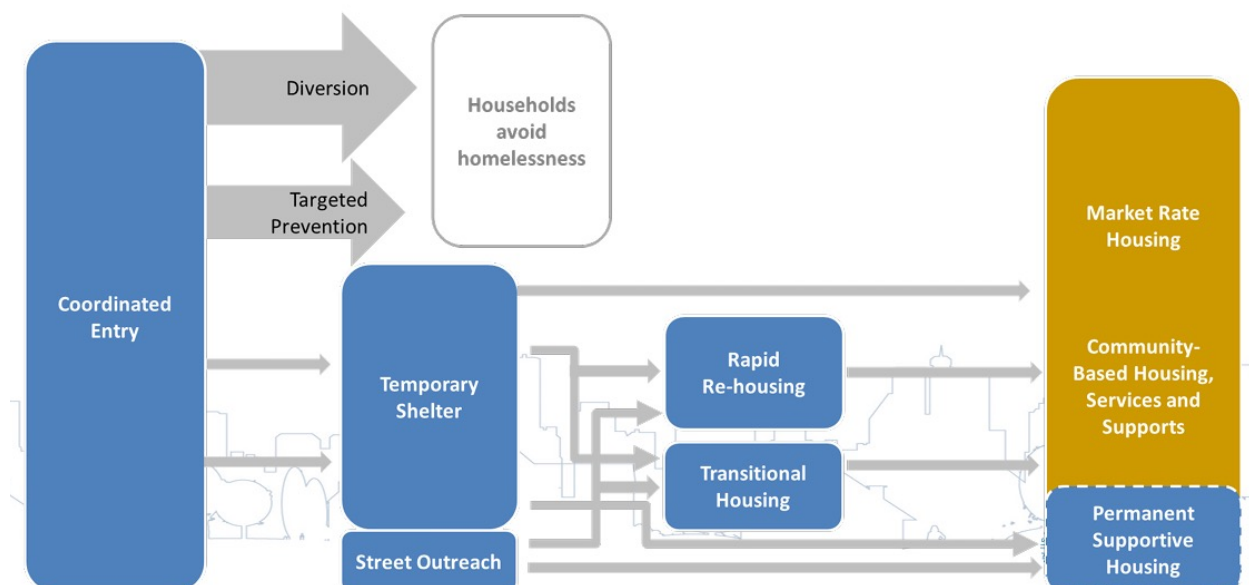 Diversion
Households
avoid
homelessness
Targeted
Prevention
Coordinated
Entry
Temporary
Shelter
Street Outreach
Rapid
Re-housing
Transitional
Housing
Market Rate
Housing
Community-
Based Housing,
Services and
Supports
Permanent
Supportive
Housing